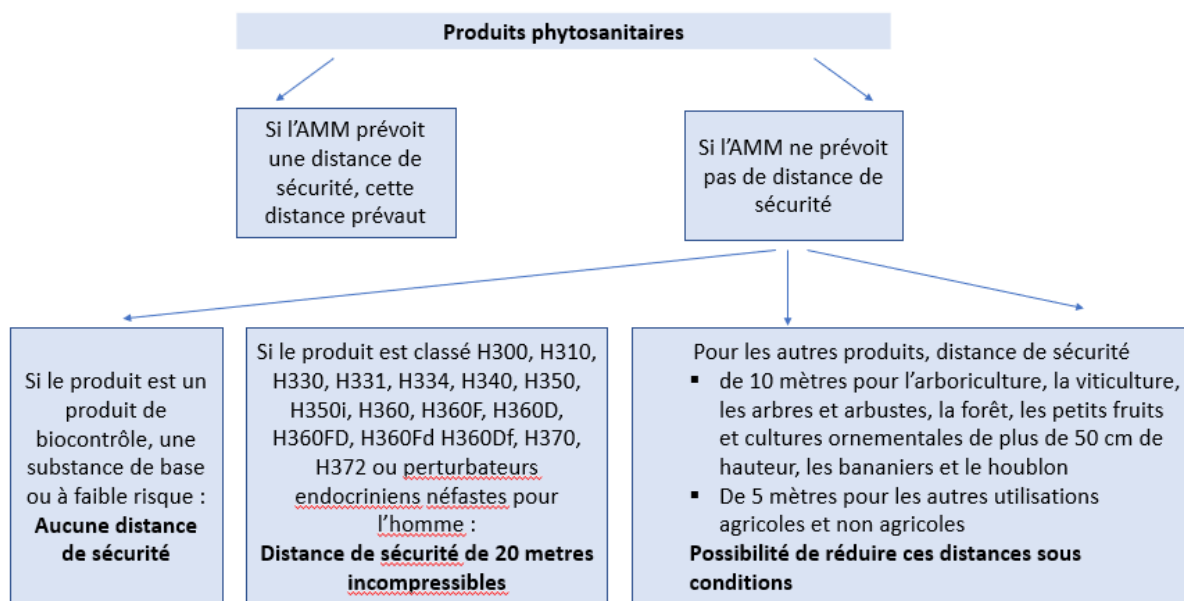 Produits phytosanitaires
Si l'AMM prévoit
une distance de
sécurité, cette
distance prévaut
Si l'AMM ne prévoit
pas de distance de
sécurité
Si le produit est un
produit de
biocontrôle, une
substance de base
ou à faible risque :
Aucune distance
de sécurité
Si le produit est classé H300, H310,
H330, H331, H334, H340, H350,
H350i, H360, H360F, H360D,
H360FD, H360Fd H360Df, H370,
H372 ou perturbateurs
endocriniens néfastes pour
l'homme :
Distance de sécurité de 20 metres
incompressibles
Pour les autres produits, distance de sécurité
▪ de 10 mètres pour l'arboriculture, la viticulture,
les arbres et arbustes, la forêt, les petits fruits
et cultures ornementales de plus de 50 cm de
hauteur, les bananiers et le houblon
▪ De 5 mètres pour les autres utilisations
agricoles et non agricoles
Possibilité de réduire ces distances sous
conditions